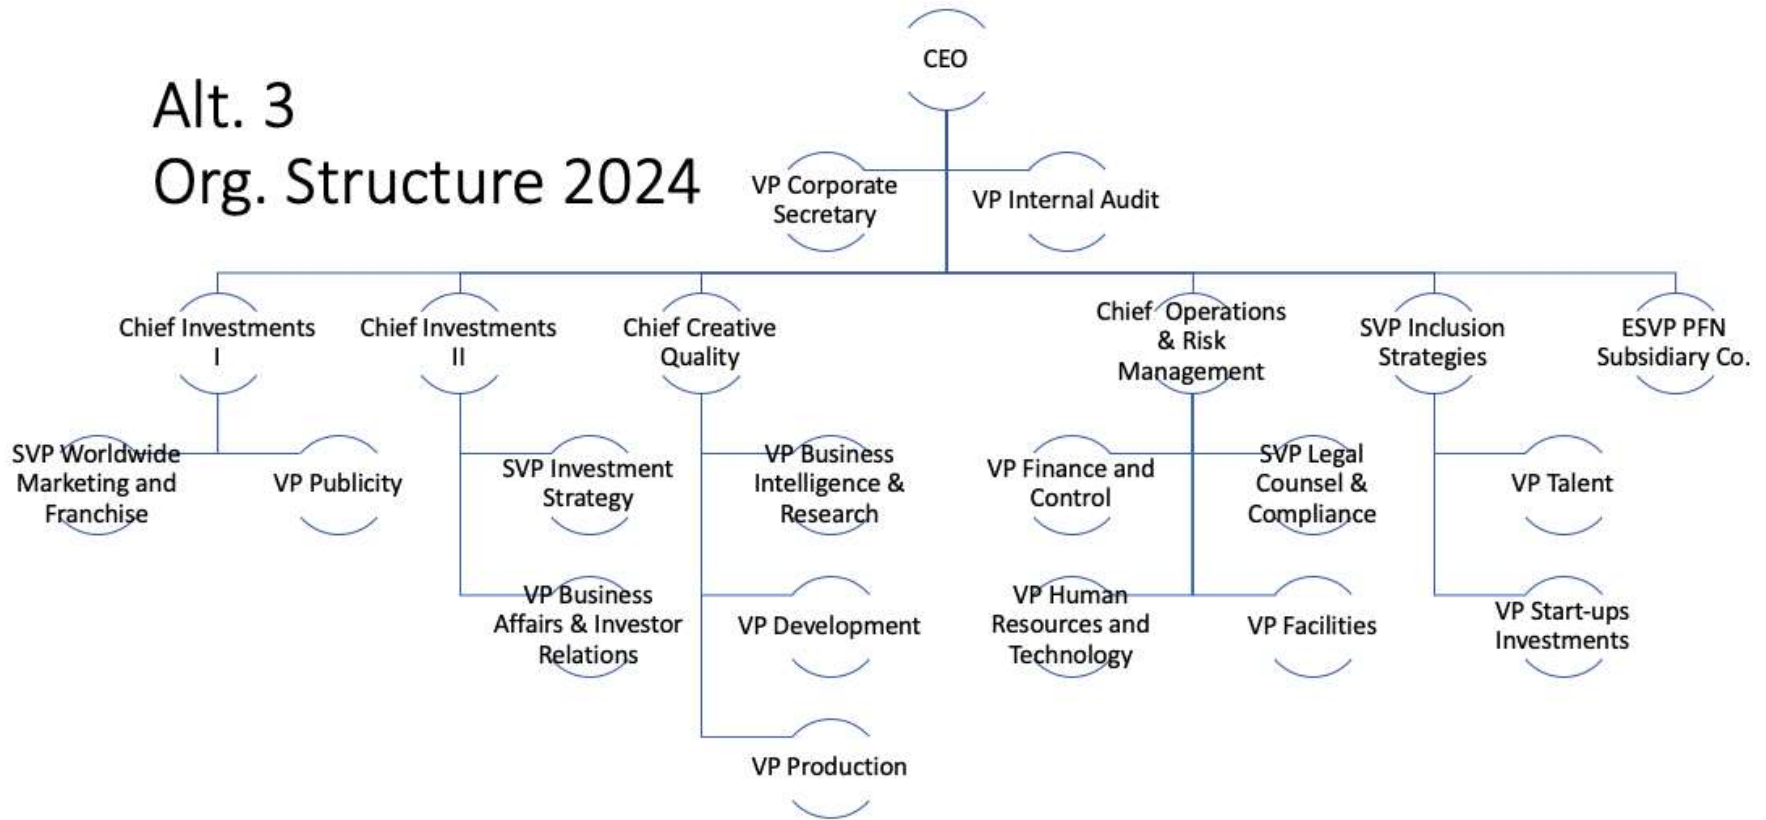 Alt. 3
Org. Structure 2024
CEO
VP Corporate
Secretary
VP Internal Audit
Chief Investments
I
Chief Investments
II
Chief Creative
Quality
Chief  Operations
& Risk
Management
SVP Inclusion
Strategies
ESVP PFN
Subsidiary Co.
SVP Worldwide
Marketing and
Franchise
VP Publicity
SVP Investment
Strategy
VP Business
Affairs & Investor
Relations
VP Business
Intelligence &
Research
VP Development
VP Production
VP Finance and
Control
SVP Legal
Counsel &
Compliance
VP Human
Resources and
Technology
VP Facilities
VP Talent
VP Start-ups
Investments